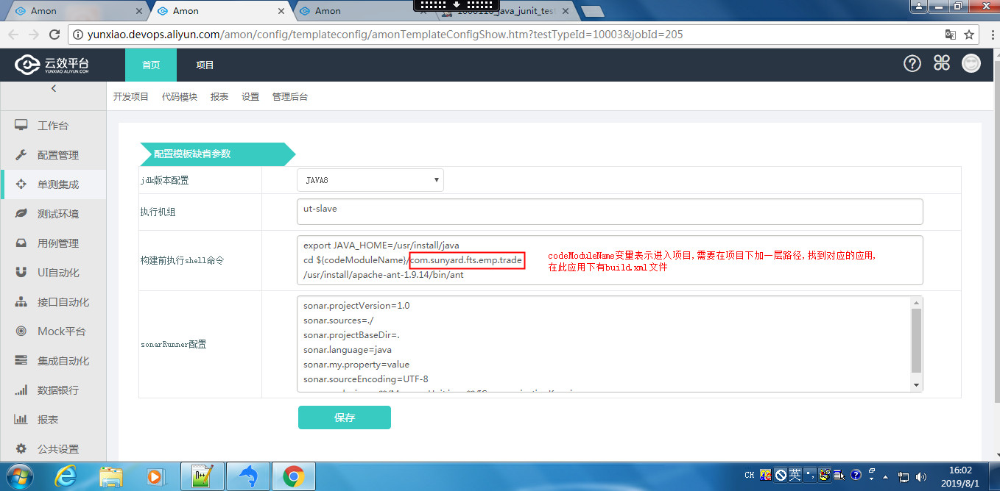 Amon
Amon
Amon
1000110_java_junit_test
yunxiao.devops.aliyun.com/amon/config/templateconfig/amonTemplateConfigShow.htm?testTypeId=10003&jobId=205
云效平台
YUNXIAO.ALIYUN.COM
首页
项目
开发项目
代码模块
报表
设置
管理后台
工作台
配置管理
单测集成
测试环境
用例管理
UI自动化
接口自动化
Mock平台
集成自动化
数据银行
报表
公共设置
配置模板缺省参数
jdk版本配置
JAVA8
执行机组
ut-slave
构建前执行shell命令
export JAVA_HOME=/usr/install/java
cd ${codeModuleName}/com.sunyard.fts.emp.trade
/usr/install/apache-ant-1.9.14/bin/ant
codeModuleName变量表示进入项目,需要在项目下加一层路径,找到对应的应用,
在此应用下有build.xml文件
sonarRunner配置
sonar.projectVersion=1.0
sonar.sources=./
sonar.projectBaseDir=.
sonar.language=java
sonar.my.property=value
sonar.sourceEncoding=UTF-8
保存
CH
英
16:02
2019/8/1